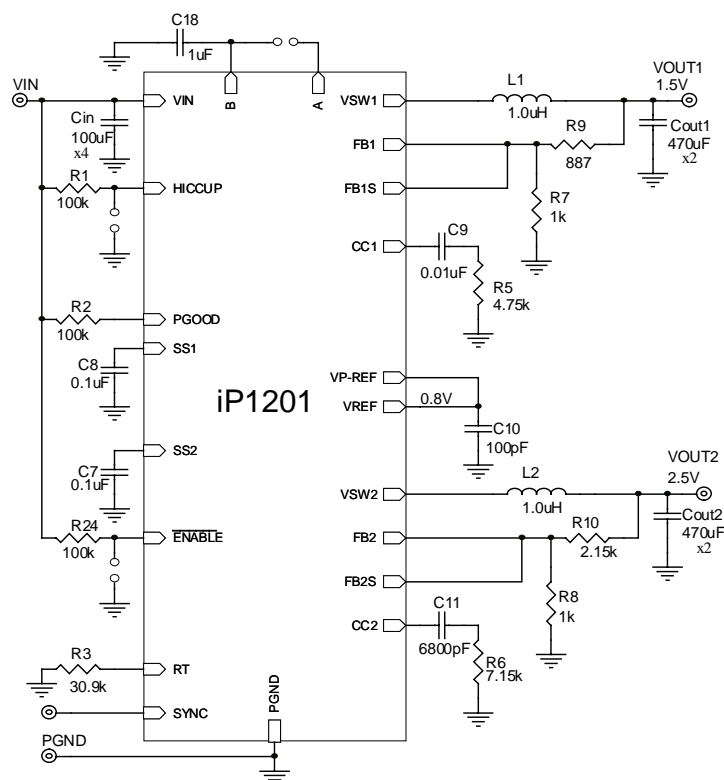 C18
1uF
VIN
B
A
VIN
VSW1
L1
1.0uH
VOUT1
1.5V
Cin
100uF
x4
FB1
R9
887
Cout1
470uF
x2
R1
100k
HICCUP
FB1S
R7
1k
CC1
C9
0.01uF
R5
4.75k
R2
100k
PGOOD
SS1
C8
0.1uF
iP1201
VP-REF
VREF
0.8V
C10
100pF
SS2
C7
0.1uF
VSW2
L2
1.0uH
VOUT2
2.5V
R24
100k
ENABLE
FB2
R10
2.15k
Cout2
470uF
x2
FB2S
R8
1k
CC2
C11
6800pF
R6
7.15k
R3
30.9k
RT
SYNC
PGND
PGND